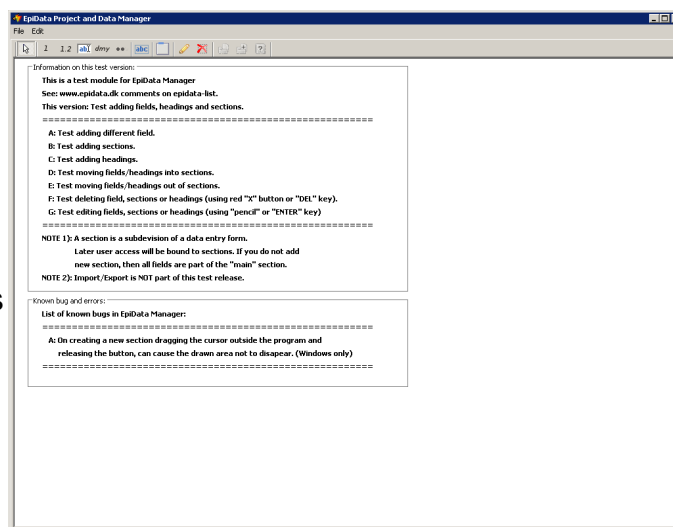 EpiData Project and Data Manager
File Edit
1 1.2 abI dmy abc ?
Information on this test version:
This is a test module for EpiData Manager
See: www.epidata.dk comments on epidata-list.
This version: Test adding fields, headings and sections.
========================================================
A: Test adding different field.
B: Test adding sections.
C: Test adding headings.
D: Test moving fields/headings into sections.
E: Test moving fields/headings out of sections.
F: Test deleting field, sections or headings (using red "X" button or "DEL" key).
G: Test editing fields, sections or headings (using "pencil" or "ENTER" key)
========================================================
NOTE 1): A section is a subdevision of a data entry form.
Later user access will be bound to sections. If you do not add
new section, then all fields are part of the "main" section.
NOTE 2): Import/Export is NOT part of this test release.
s
Known bug and errors:
List of known bugs in EpiData Manager:
========================================================
A: On creating a new section dragging the cursor outside the program and
releasing the button, can cause the drawn area not to disapear. (Windows only)
========================================================